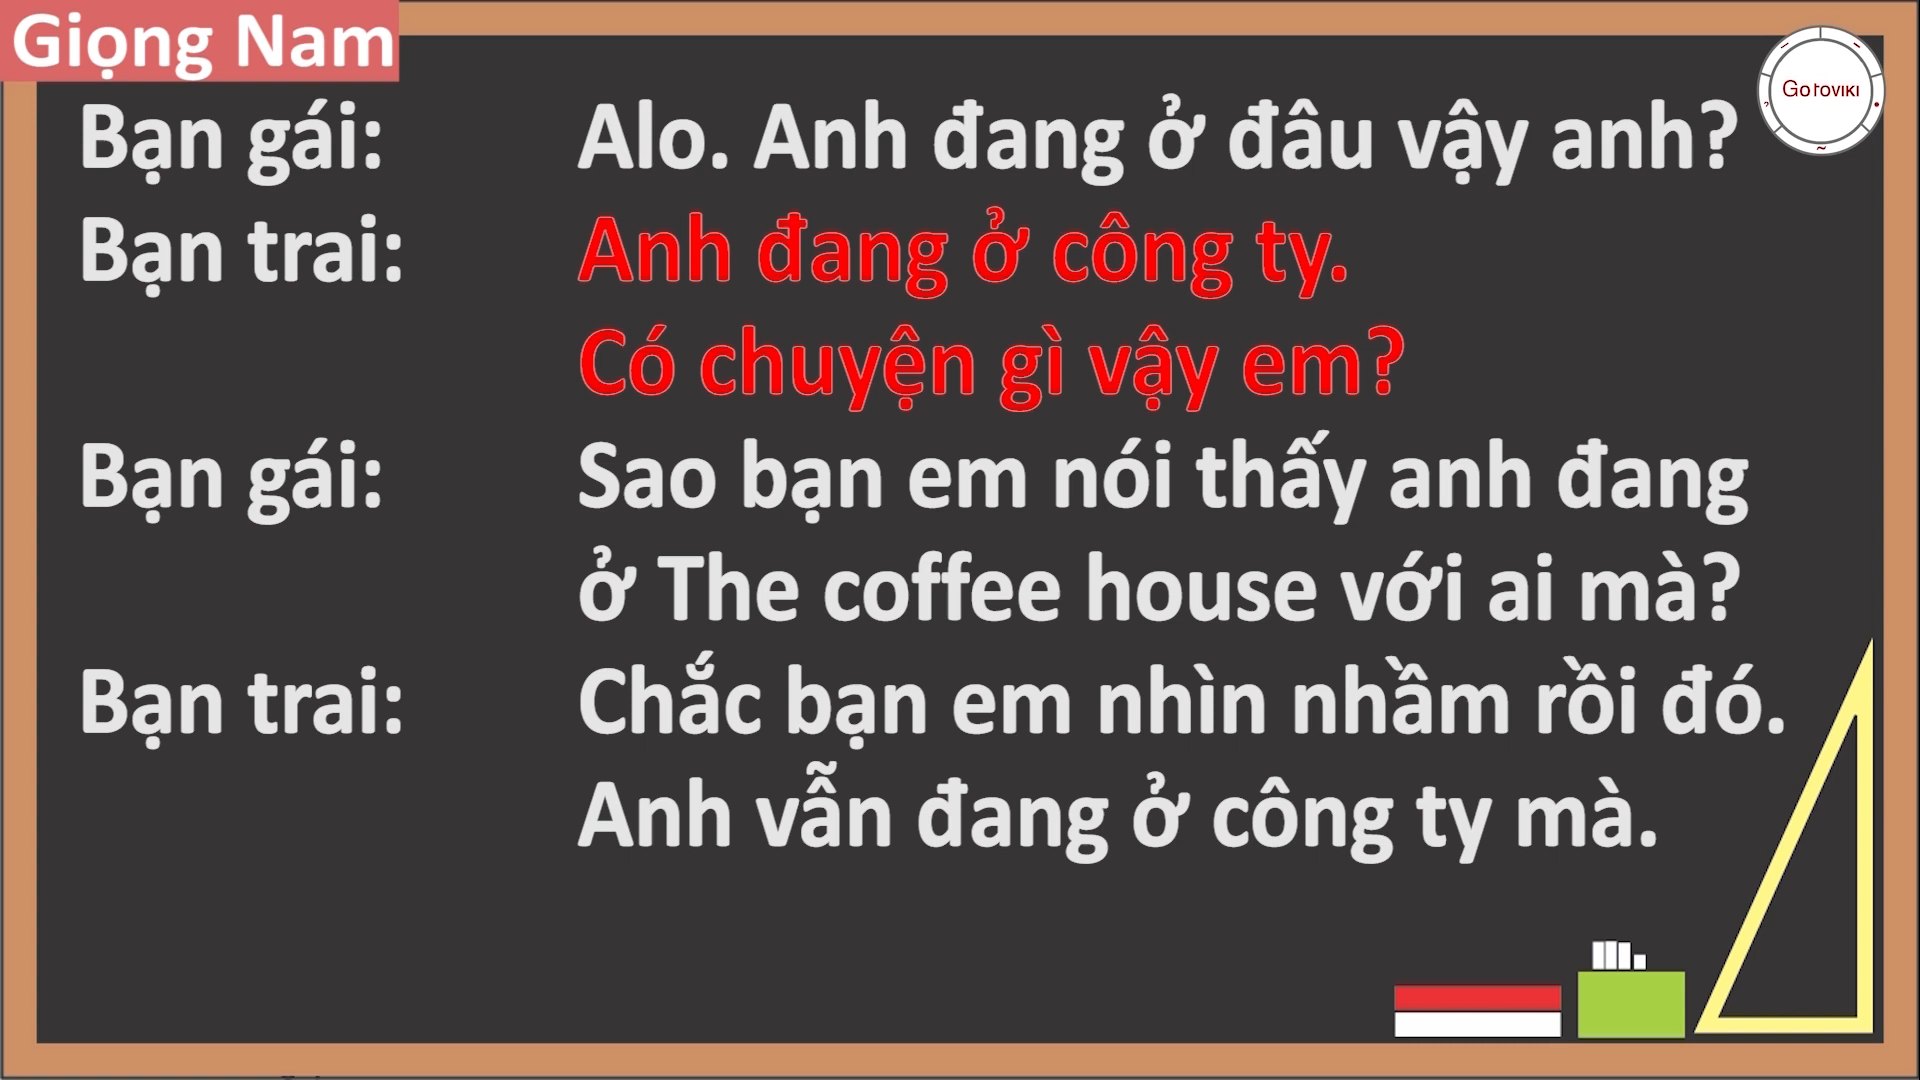 Giọng Nam
Gotoviki
Bạn gái: Alo. Anh đang ở đâu vậy anh?
Bạn trai: Anh đang ở công ty.
Có chuyện gì vậy em?
Bạn gái: Sao bạn em nói thấy anh đang
ở The coffee house với ai mà?
Bạn trai: Chắc bạn em nhìn nhầm rồi đó.
Anh vẫn đang ở công ty mà.